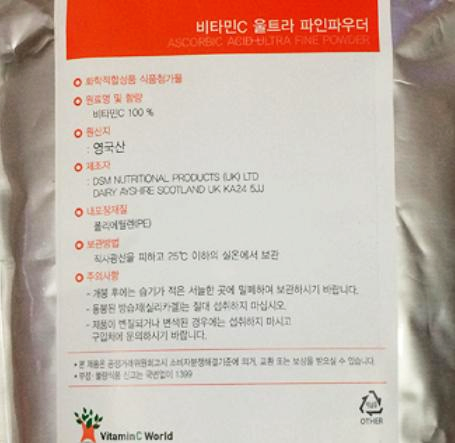 비타민C 울트라 파인파우더
ASCORBIC ACID-ULTRA FINE POWDER
화학적합성품 식품첨가물
원료명 및 함량
비타민C 100 %
원산지
: 영국산
제조자
: DSM NUTRITIONAL PRODUCTS (UK) LTD
DAIRY AYSHIRE SCOTLAND UK KA24 5JJ
내포장재질
폴리에틸렌(PE)
보관방법
직사광선을 피하고 25℃ 이하의 실온에서 보관
주의사항
- 개봉 후에는 습기가 적은 서늘한 곳에 밀폐하여 보관하시기 바랍니다.
- 동봉된 방습제(실리카겔)는 절대 섭취하지 마십시오.
- 제품이 변질되거나 변색된 경우에는 섭취하지 마시고
구입처에 문의하시기 바랍니다.
• 본 제품은 공정거래위원회고시 소비자분쟁해결기준에 의거, 교환 또는 보상을 받으실 수 있습니다.
• 부정·불량식품 신고는 국번없이 1399
OTHER
VitaminC World